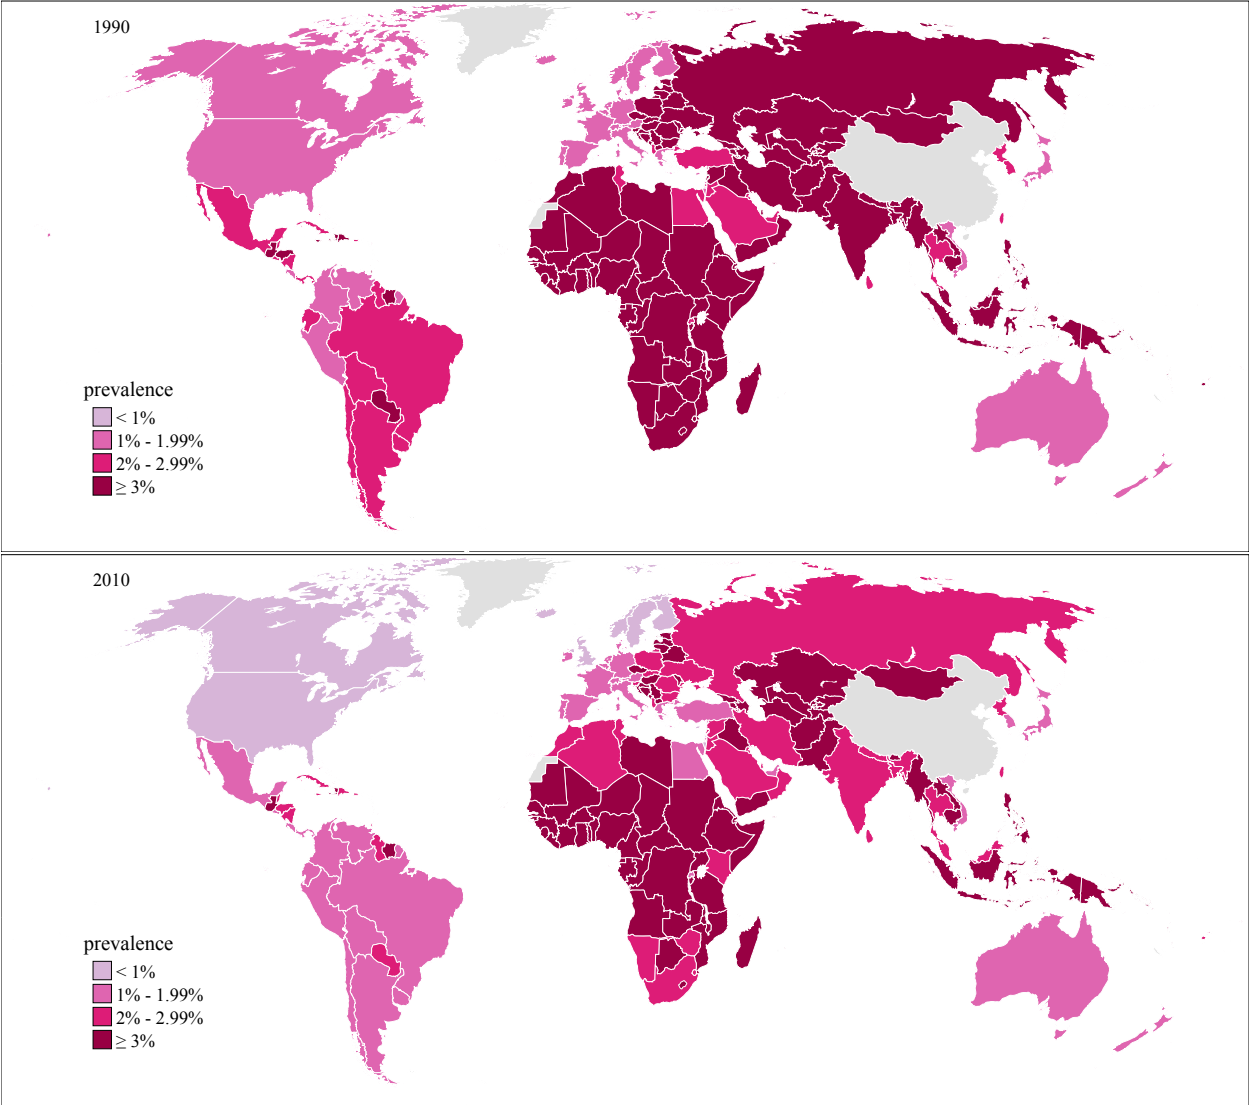 1990
prevalence
< 1%
1% - 1.99%
2% - 2.99%
≥ 3%
2010
prevalence
< 1%
1% - 1.99%
2% - 2.99%
≥ 3%